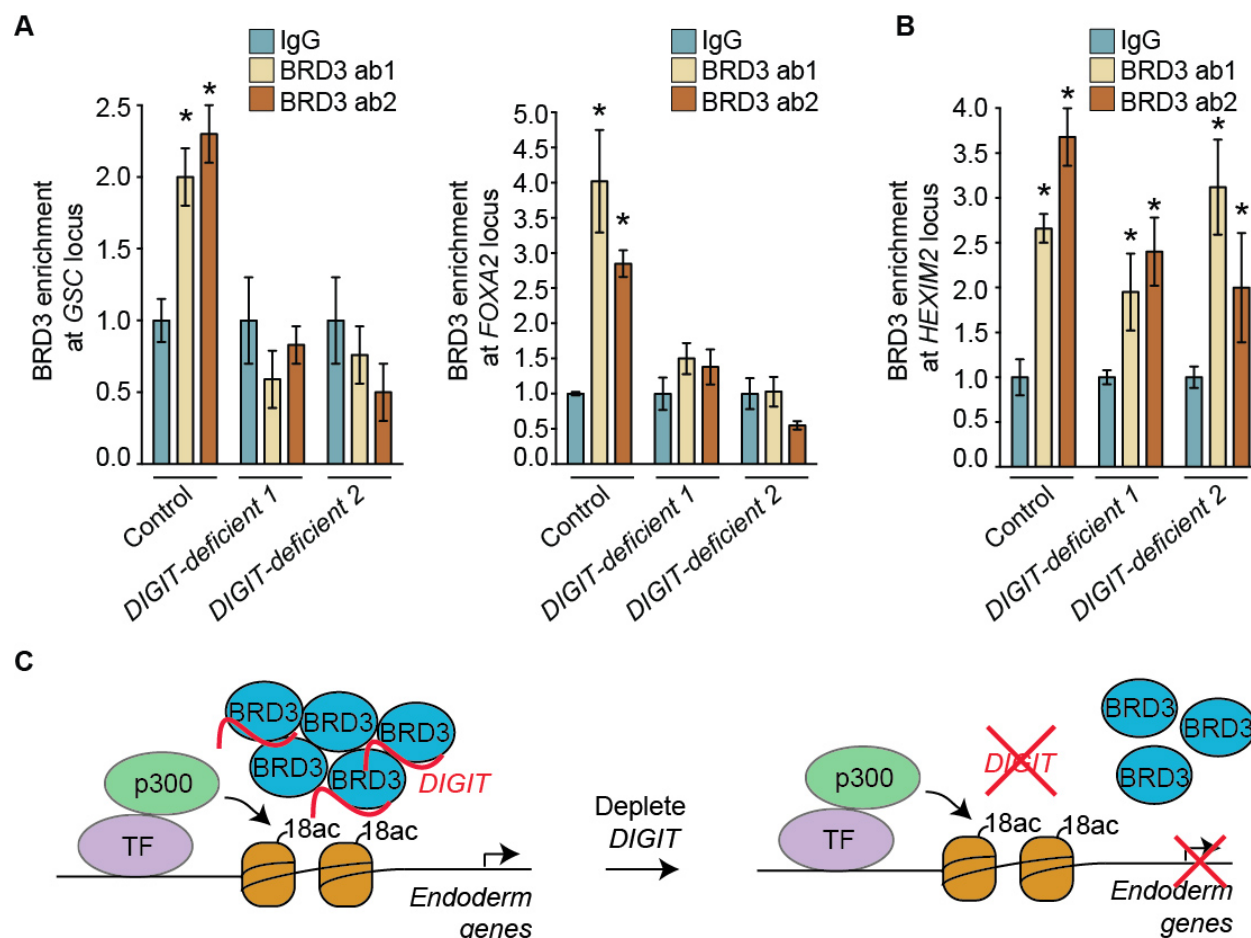 A
IgG
BRD3 ab1
BRD3 ab2
BRD3 enrichment
at GSC locus
2.5
2.0
1.5
1.0
0.5
0.0
*
*
Control
DIGIT-deficient 1
DIGIT-deficient 2
IgG
BRD3 ab1
BRD3 ab2
BRD3 enrichment
at FOXA2 locus
5.0
4.5
4.0
3.5
3.0
2.5
2.0
1.5
1.0
0.5
0.0
*
*
Control
DIGIT-deficient 1
DIGIT-deficient 2
B
IgG
BRD3 ab1
BRD3 ab2
BRD3 enrichment
at HEXIM2 locus
4.0
3.5
3.0
2.5
2.0
1.5
1.0
0.5
0.0
*
*
*
*
*
*
Control
DIGIT-deficient 1
DIGIT-deficient 2
C
BRD3
BRD3
BRD3
BRD3
BRD3
DIGIT
p300
TF
18ac
18ac
Endoderm
genes
Deplete
DIGIT
DIGIT
BRD3
BRD3
BRD3
p300
TF
18ac
18ac
Endoderm
genes